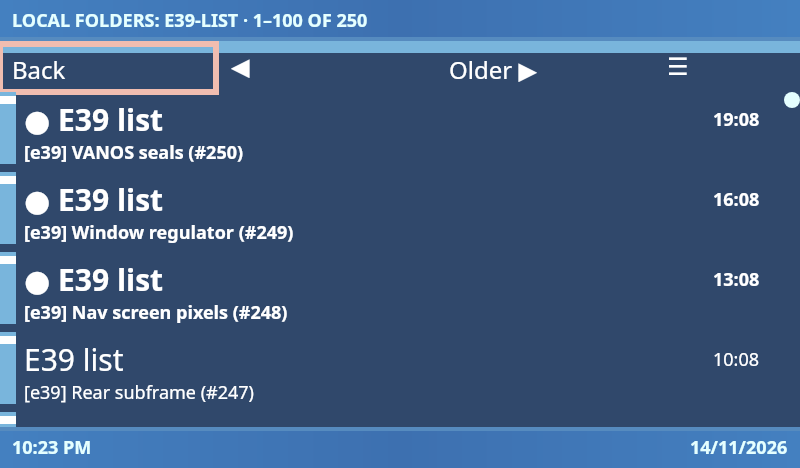 LOCAL FOLDERS: E39-LIST · 1–100 OF 250
Back ◀ Older ▶ ☰
● E39 list 19:08
[e39] VANOS seals (#250)
● E39 list 16:08
[e39] Window regulator (#249)
● E39 list 13:08
[e39] Nav screen pixels (#248)
E39 list 10:08
[e39] Rear subframe (#247)
10:23 PM 14/11/2026